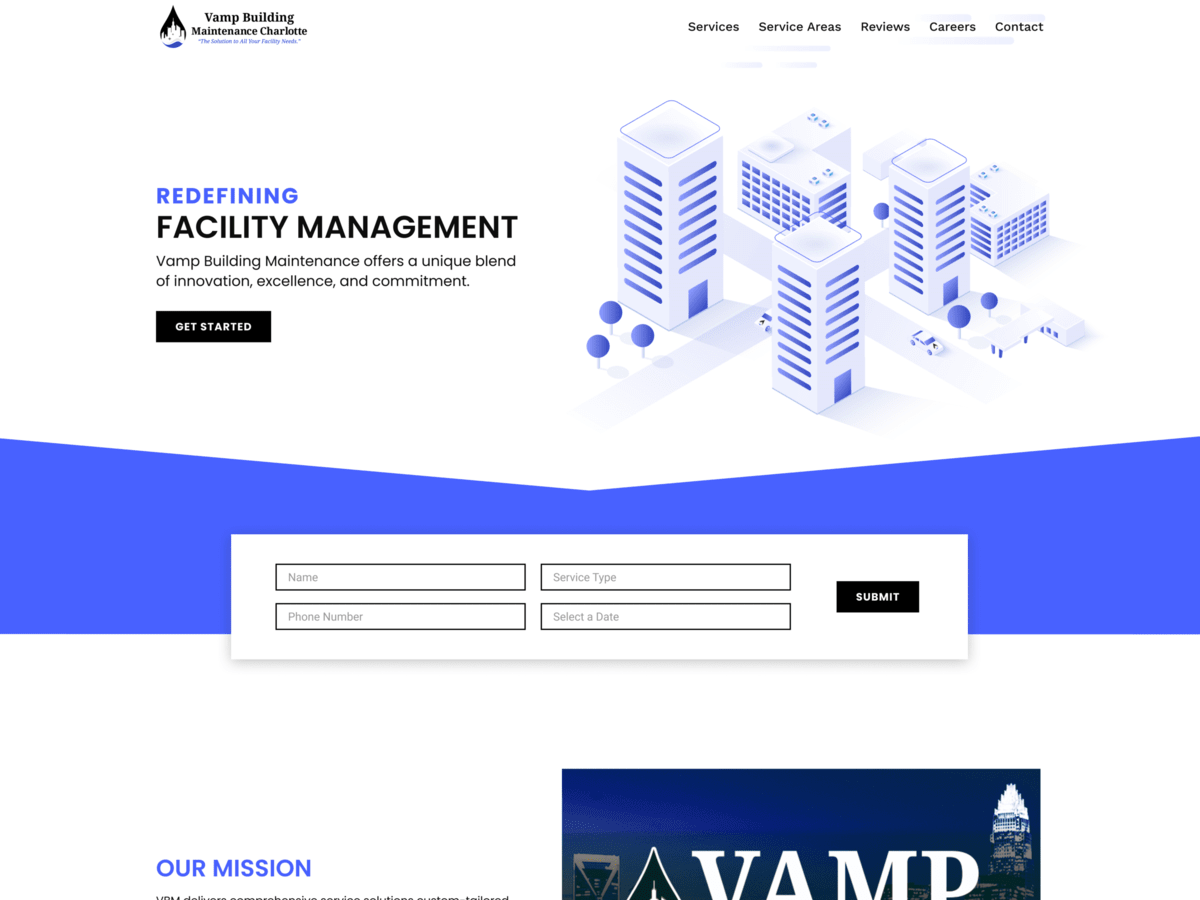 Vamp Building
Maintenance Charlotte
"The Solution to All Your Facility Needs."
Services
Service Areas
Reviews
Careers
Contact
REDEFINING
FACILITY MANAGEMENT
Vamp Building Maintenance offers a unique blend
of innovation, excellence, and commitment.
GET STARTED
Name
Service Type
Phone Number
Select a Date
SUBMIT
OUR MISSION
VBM delivers comprehensive service solutions custom-tailored
VAMP